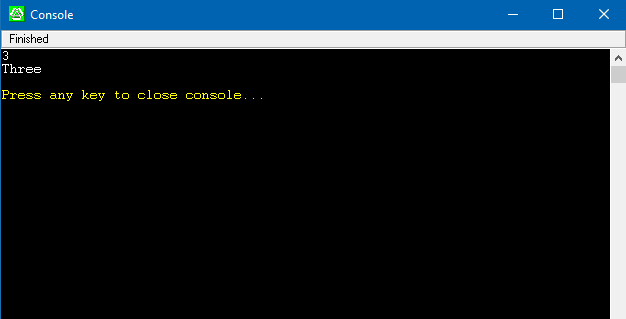 Console
Finished
3
Three
Press any key to close console...